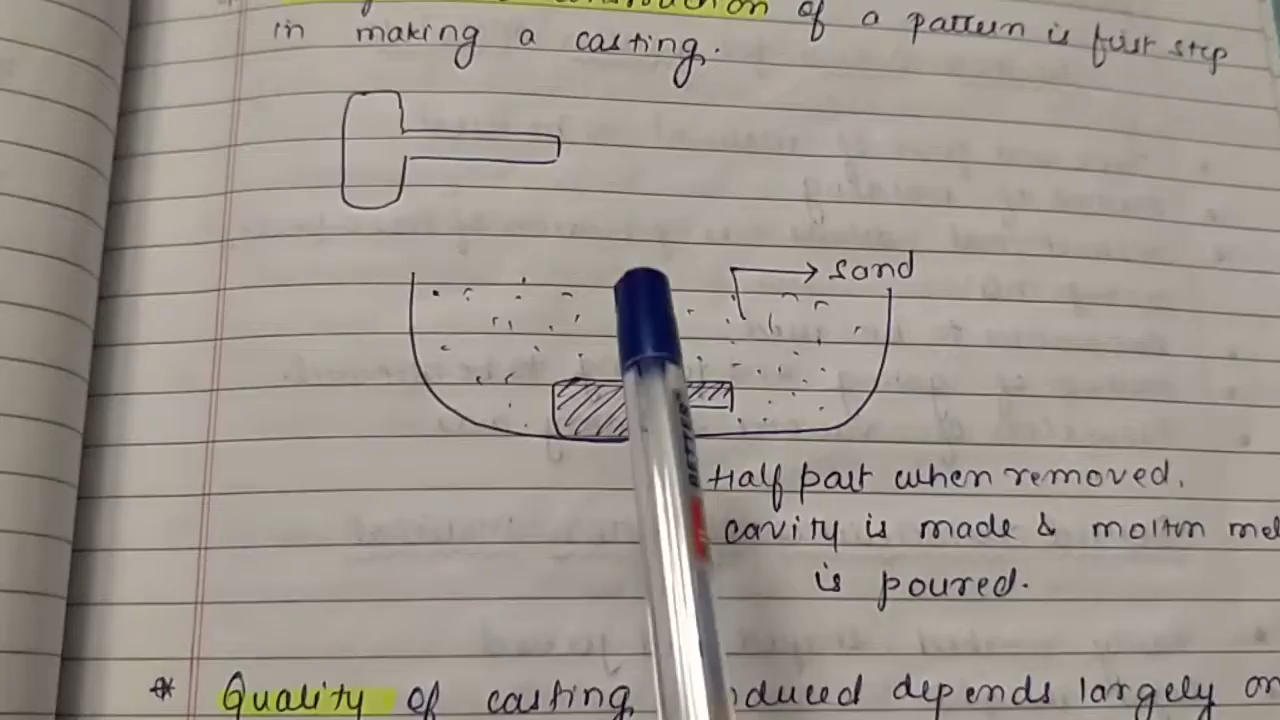 of a pattern is first step
in making a casting.
sand
Half part when removed.
cavity is made & molten
is poured.
* Quality of casting depends largely on